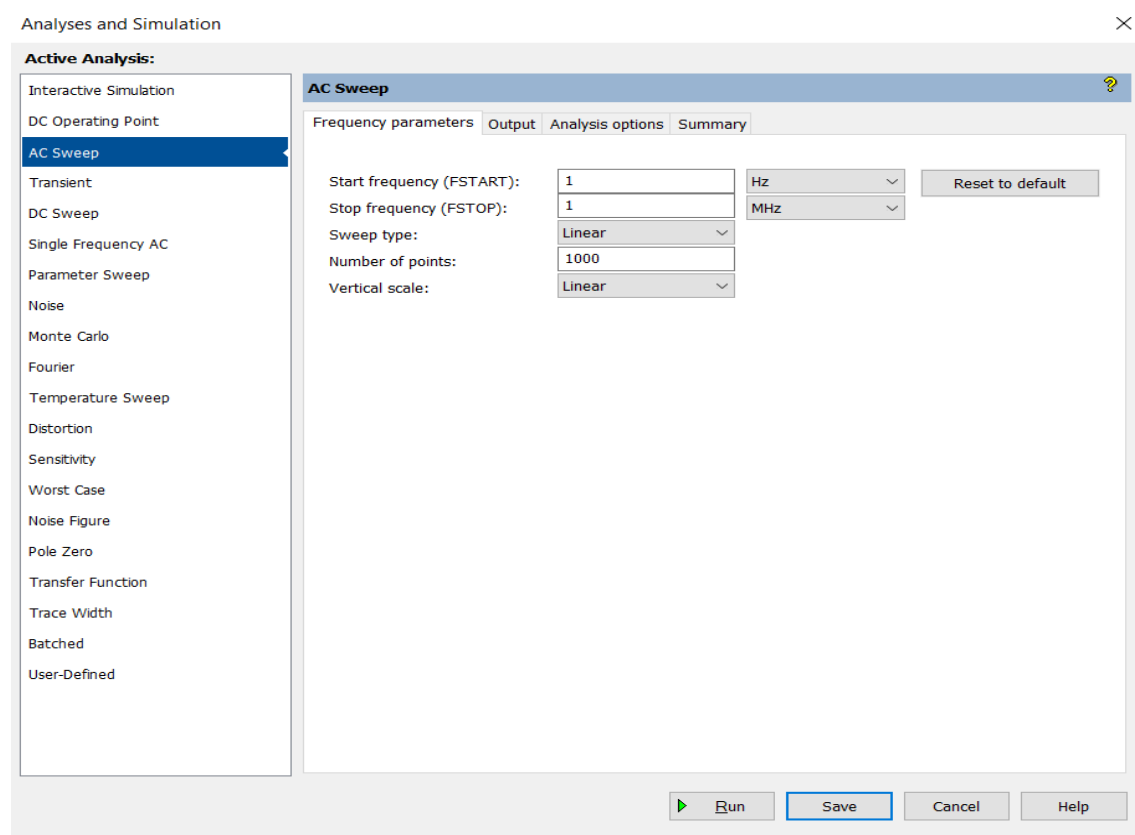 Analyses and Simulation
Active Analysis:
Interactive Simulation
DC Operating Point
AC Sweep
Transient
DC Sweep
Single Frequency AC
Parameter Sweep
Noise
Monte Carlo
Fourier
Temperature Sweep
Distortion
Sensitivity
Worst Case
Noise Figure
Pole Zero
Transfer Function
Trace Width
Batched
User-Defined
AC Sweep ?
Frequency parameters Output Analysis options Summary
Start frequency (FSTART): 1 Hz Reset to default
Stop frequency (FSTOP): 1 MHz
Sweep type: Linear
Number of points: 1000
Vertical scale: Linear
Run Save Cancel Help